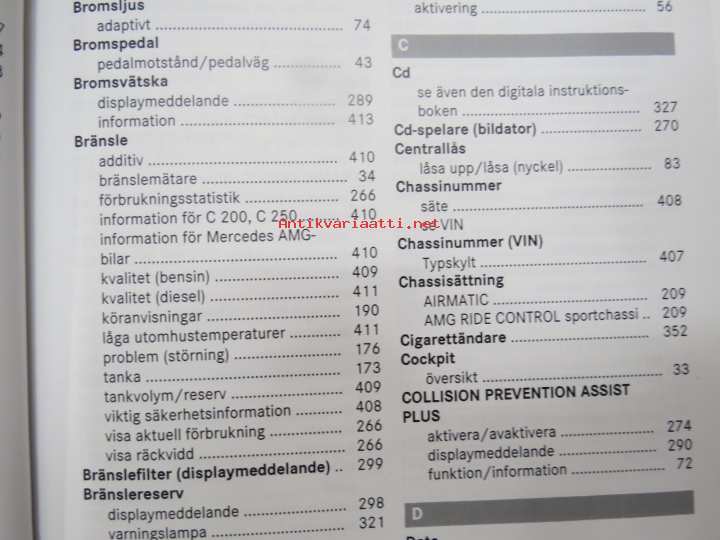 Bromsljus
adaptivt 74
Bromspedal
pedalmotstånd/pedalväg 43
Bromsvätska
displaymeddelande 289
information 413
Bränsle
additiv 410
bränslemätare 34
förbrukningsstatistik 266
information för C 200, C 250 410
information för Mercedes AMG-
bilar 410
kvalitet (bensin) 409
kvalitet (diesel) 411
köranvisningar 190
låga utomhustemperaturer 411
problem (störning) 176
tanka 173
tankvolym/reserv 409
viktig säkerhetsinformation 408
visa aktuell förbrukning 266
visa räckvidd 266
Bränslefilter (displaymeddelande) .. 299
Bränslereserv
displaymeddelande 298
varningslampa 321
aktivering 56
C
Cd
se även den digitala instruktions-
boken 327
Cd-spelare (bildator) 270
Centrallås
låsa upp/låsa (nyckel) 83
Chassinummer
säte 408
se VIN
Chassinummer (VIN)
Typskylt 407
Chassisättning
AIRMATIC 209
AMG RIDE CONTROL sportchassi .. 209
Cigarettändare 352
Cockpit
översikt 33
COLLISION PREVENTION ASSIST
PLUS
aktivera/avaktivera 274
displaymeddelande 290
funktion/information 72
D
Antikvariaatti.net